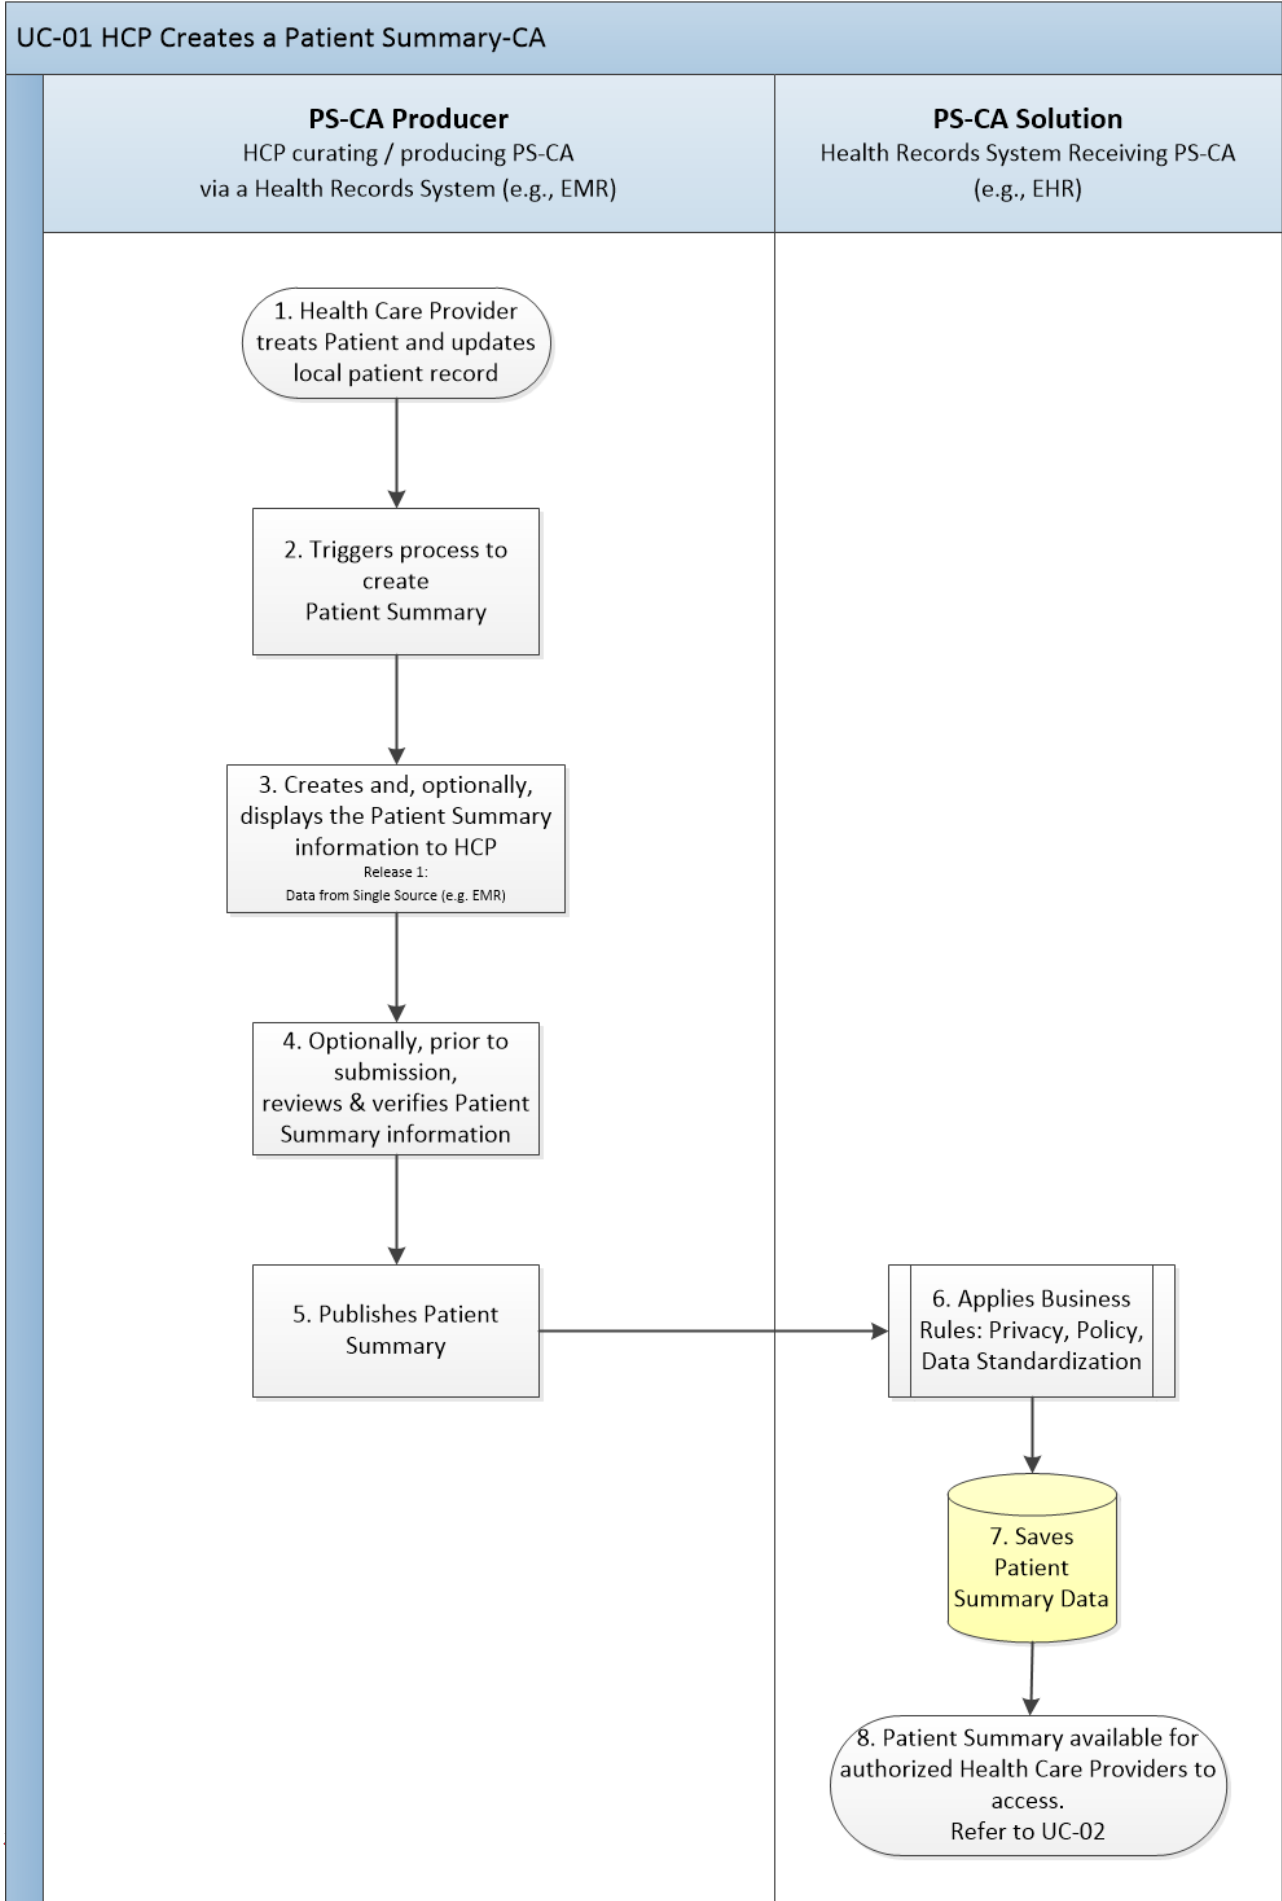 UC-01 HCP Creates a Patient Summary-CA
PS-CA Producer
HCP curating / producing PS-CA
via a Health Records System (e.g., EMR)
PS-CA Solution
Health Records System Receiving PS-CA
(e.g., EHR)
1. Health Care Provider
treats Patient and updates
local patient record
2. Triggers process to
create
Patient Summary
3. Creates and, optionally,
displays the Patient Summary
information to HCP
Release 1:
Data from Single Source (e.g. EMR)
4. Optionally, prior to
submission,
reviews & verifies Patient
Summary information
5. Publishes Patient
Summary
6. Applies Business
Rules: Privacy, Policy,
Data Standardization
7. Saves
Patient
Summary Data
8. Patient Summary available for
authorized Health Care Providers to
access.
Refer to UC-02